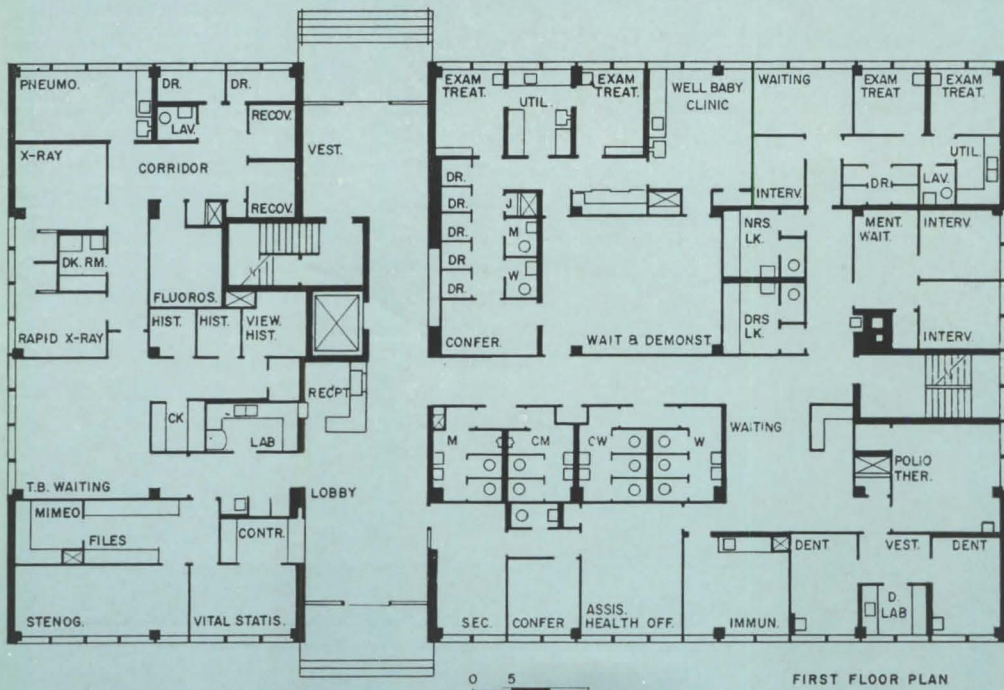 PNEUMO.
DR.
DR.
LAV.
RECOV.
X-RAY
CORRIDOR
RECOV.
DK. RM.
FLUOROS.
RAPID X-RAY
HIST.
HIST.
VIEW.
HIST.
VEST.
RECPT.
CK
LAB
T.B. WAITING
MIMEO
FILES
CONTR.
STENOG.
VITAL STATIS.
LOBBY
EXAM
TREAT.
UTIL.
EXAM
TREAT.
WELL BABY
CLINIC
WAITING
EXAM
TREAT
EXAM
TREAT.
UTIL.
DR.
DR.
DR.
DR
DR.
J
M
W
INTERV.
DR.
LAV.
NRS.
LK.
MENT.
WAIT.
INTERV.
CONFER.
WAIT & DEMONST.
DRS
LK.
INTERV.
M
CM
CW
W
WAITING
POLIO
THER.
SEC.
CONFER
ASSIS.
HEALTH OFF.
IMMUN.
DENT
VEST.
DENT
D.
LAB
0 5
FIRST FLOOR PLAN